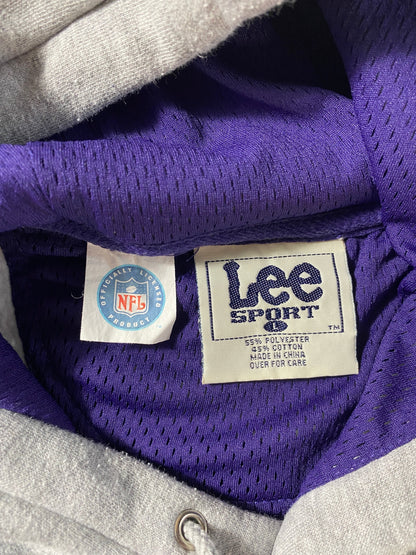 OFFICIALLY LICENSED
NFL
PRODUCT
Lee
SPORT
L
TM
55% POLYESTER
45% COTTON
MADE IN CHINA
OVER FOR CARE